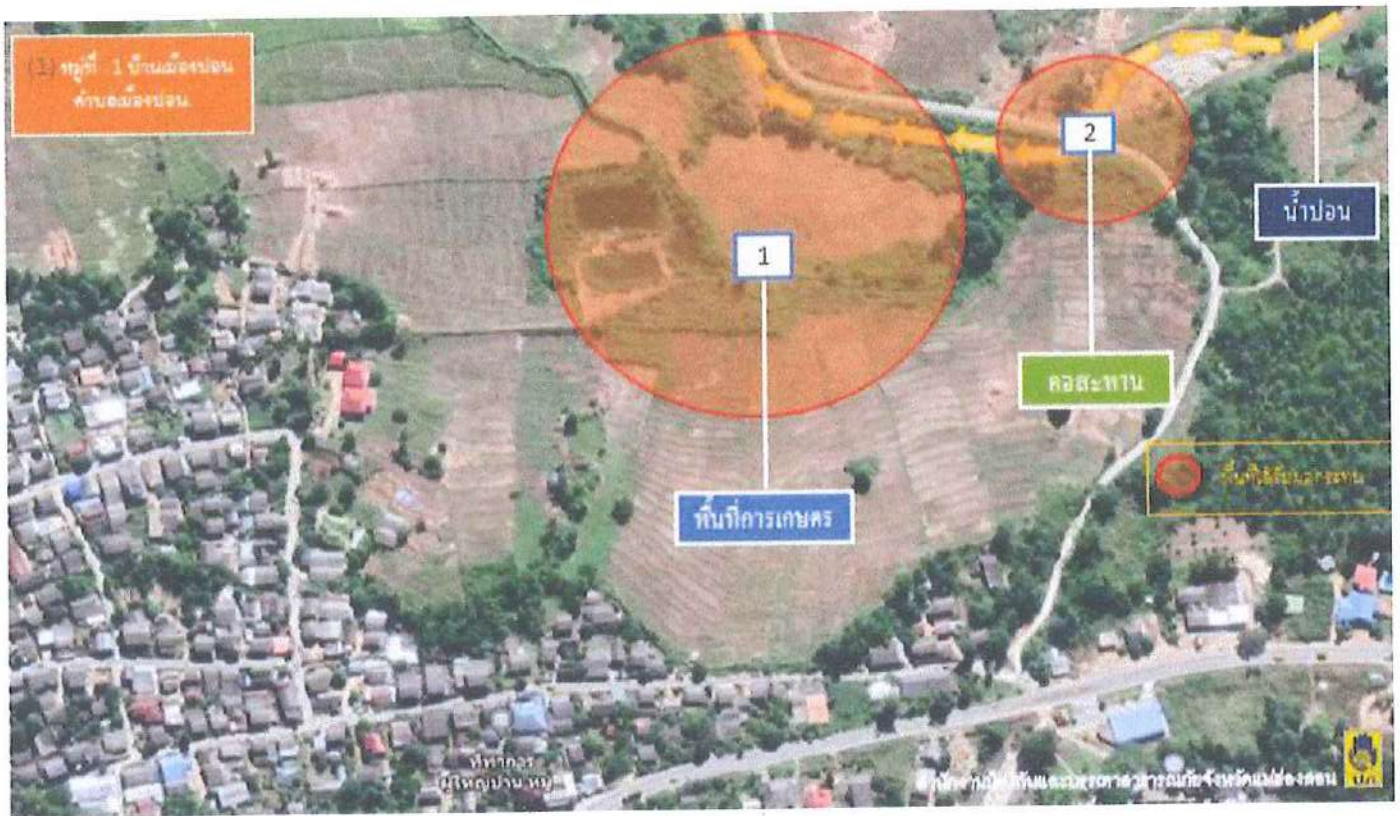 (1) หมู่ที่ 1 บ้านเมืองปอน
ตำบลเมืองปอน
2
น้ำปอน
1
คอสะพาน
พื้นที่ได้รับผลกระทบ
พื้นที่การเกษตร
ที่ทำการ
ผู้ใหญ่บ้าน หมู่
สำนักงานป้องกันและบรรเทาสาธารณภัยจังหวัดแม่ฮ่องสอน
ปภ.